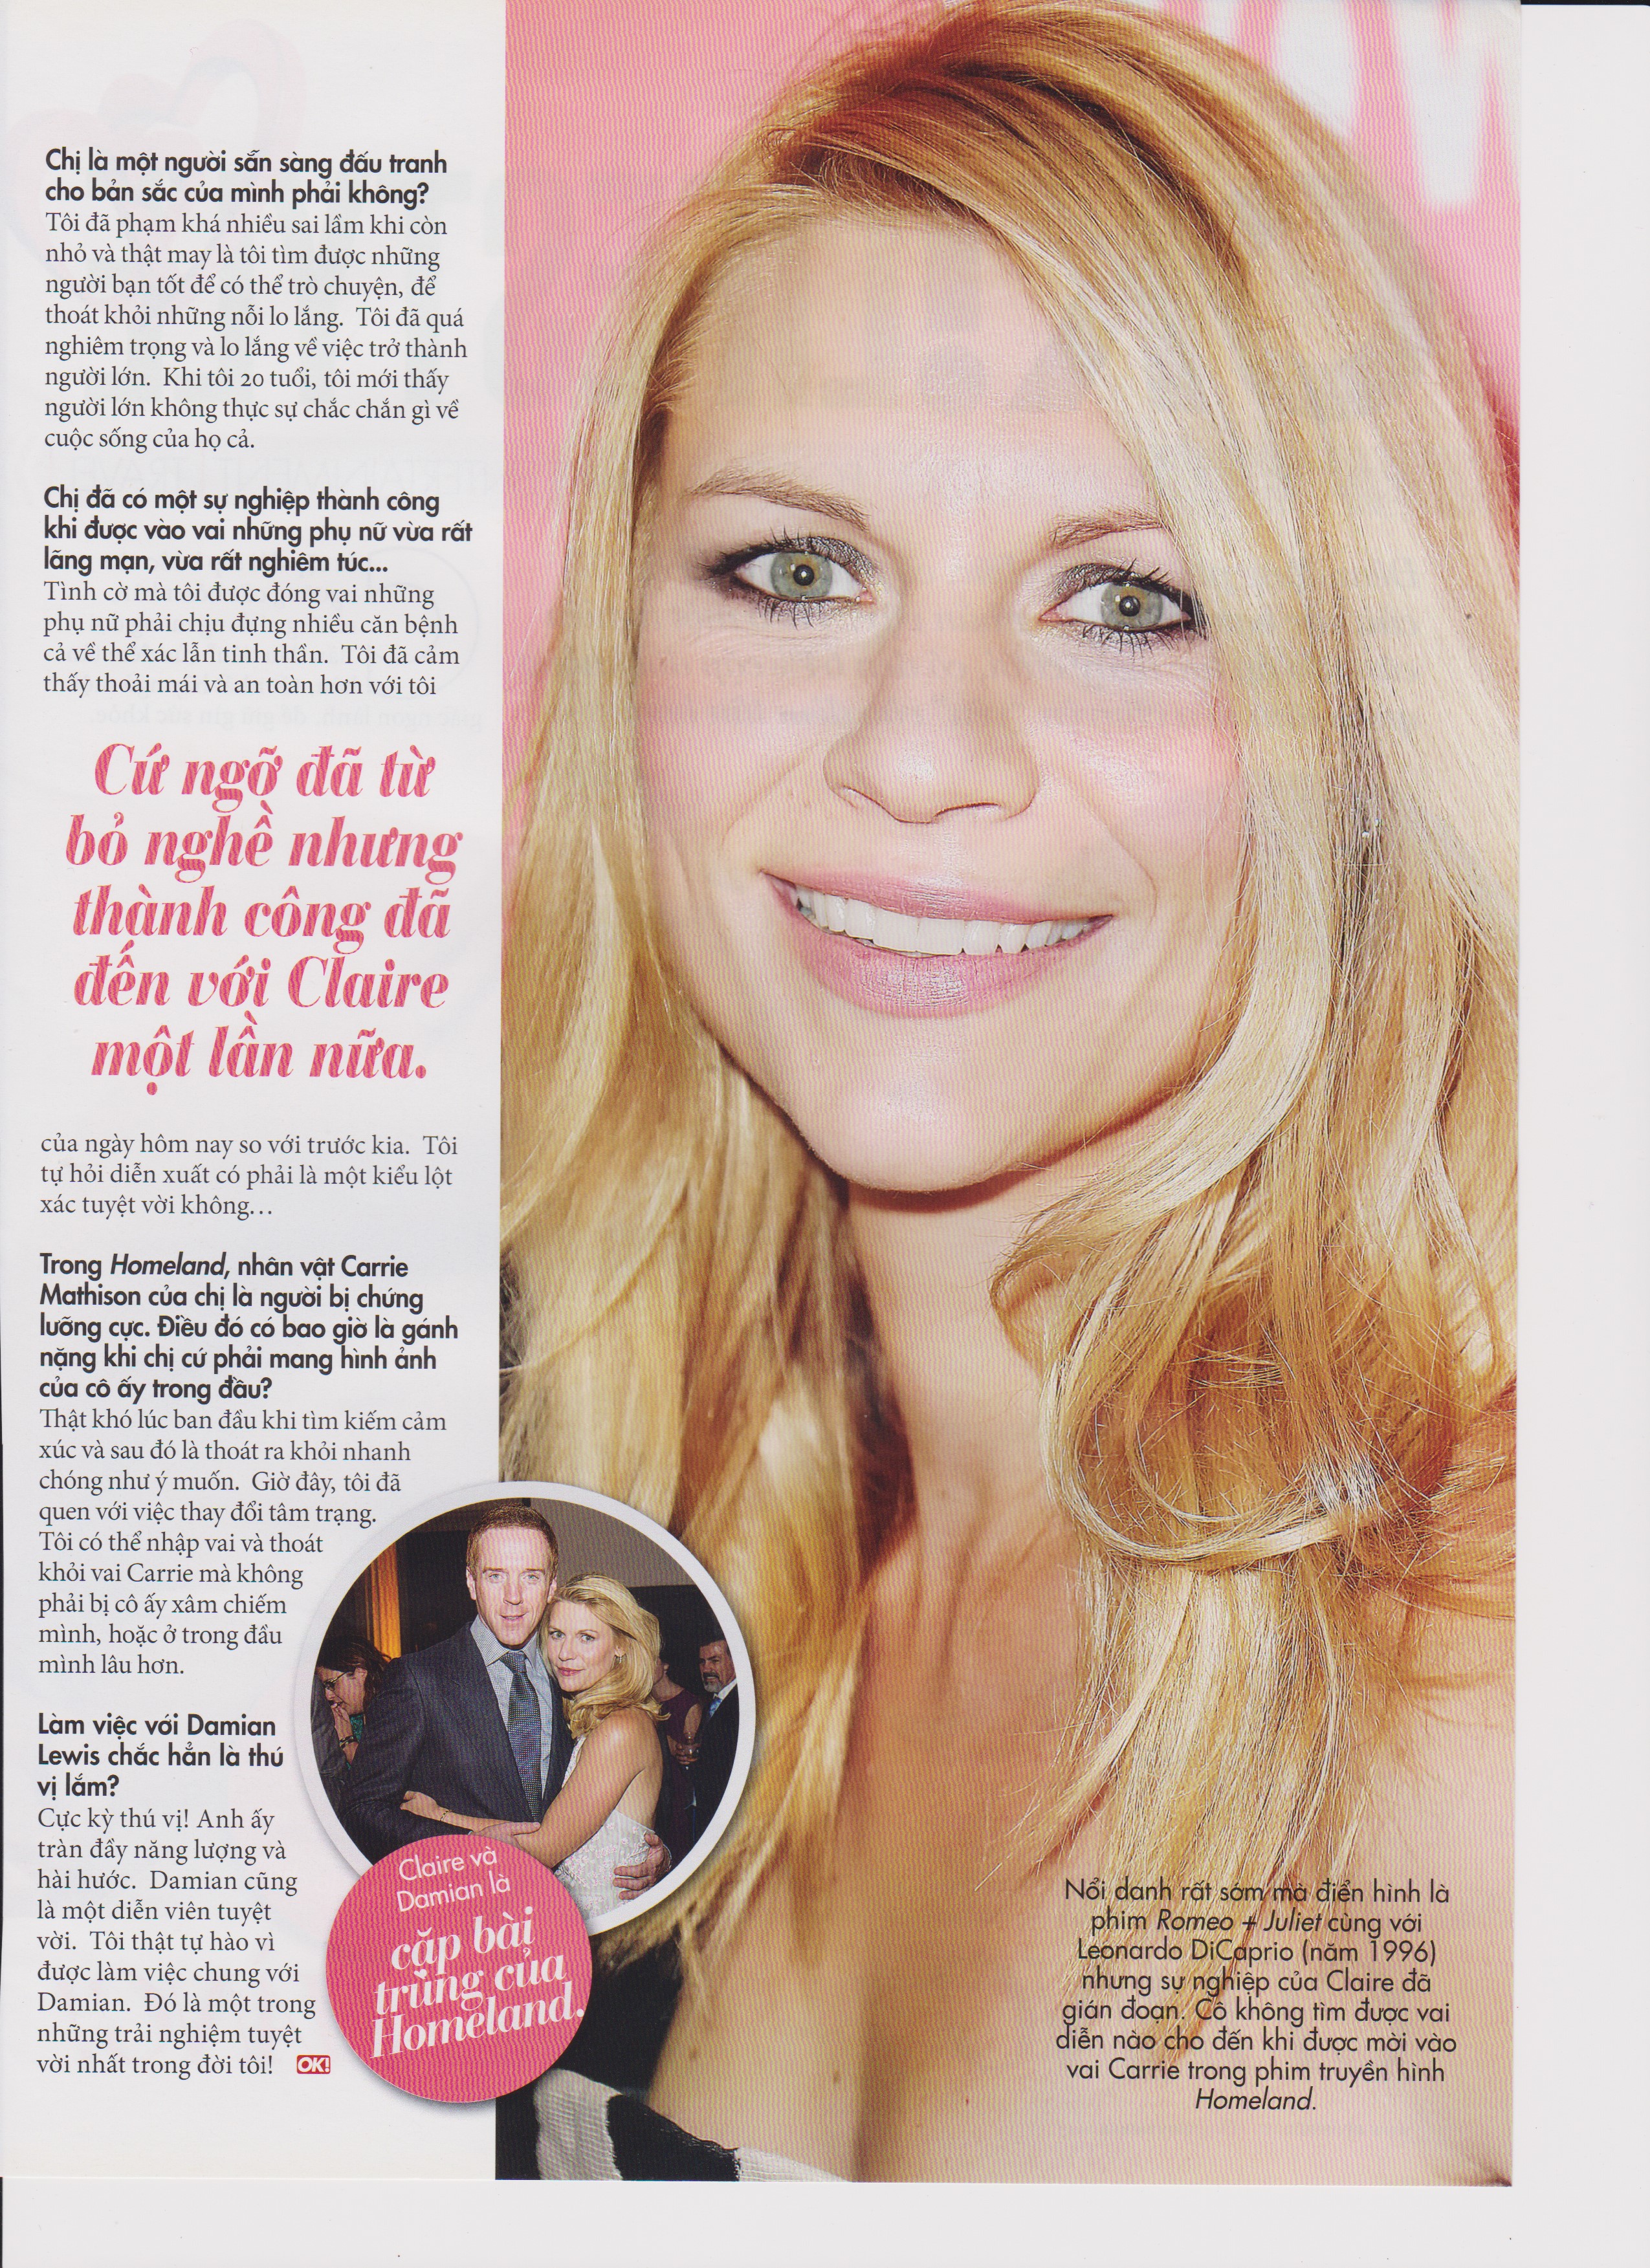 Chị là một người sẵn sàng đấu tranh
cho bản sắc của mình phải không?
Tôi đã phạm khá nhiều sai lầm khi còn
nhỏ và thật may là tôi tìm được những
người bạn tốt để có thể trò chuyện, để
thoát khỏi những nỗi lo lắng. Tôi đã quá
nghiêm trọng và lo lắng về việc trở thành
người lớn. Khi tôi 20 tuổi, tôi mới thấy
người lớn không thực sự chắc chắn gì về
cuộc sống của họ cả.
Chị đã có một sự nghiệp thành công
khi được vào vai những phụ nữ vừa rất
lãng mạn, vừa rất nghiêm túc...
Tình cờ mà tôi được đóng vai những
phụ nữ phải chịu đựng nhiều căn bệnh
cả về thể xác lẫn tinh thần. Tôi đã cảm
thấy thoải mái và an toàn hơn với tôi
Cứ ngỡ đã từ
bỏ nghề nhưng
thành công đã
đến với Claire
một lần nữa.
của ngày hôm nay so với trước kia. Tôi
tự hỏi diễn xuất có phải là một kiểu lột
xác tuyệt vời không...
Trong Homeland, nhân vật Carrie
Mathison của chị là người bị chứng
lưỡng cực. Điều đó có bao giờ là gánh
nặng khi chị cứ phải mang hình ảnh
của cô ấy trong đầu?
Thật khó lúc ban đầu khi tìm kiếm cảm
xúc và sau đó là thoát ra khỏi nhanh
chóng như ý muốn. Giờ đây, tôi đã
quen với việc thay đổi tâm trạng.
Tôi có thể nhập vai và thoát
khỏi vai Carrie mà không
phải bị cô ấy xâm chiếm
mình, hoặc ở trong đầu
mình lâu hơn.
Làm việc với Damian
Lewis chắc hẳn là thú
vị lắm?
Cực kỳ thú vị! Anh ấy
tràn đầy năng lượng và
hài hước. Damian cũng
là một diễn viên tuyệt
vời. Tôi thật tự hào vì
được làm việc chung với
Damian. Đó là một trong
những trải nghiệm tuyệt
vời nhất trong đời tôi! OK!
Claire và
Damian là
cặp bài
trùng của
Homeland.
Nổi danh rất sớm mà điển hình là
phim Romeo + Juliet cùng với
Leonardo DiCaprio (năm 1996)
nhưng sự nghiệp của Claire đã
gián đoạn. Cô không tìm được vai
diễn nào cho đến khi được mời vào
vai Carrie trong phim truyền hình
Homeland.